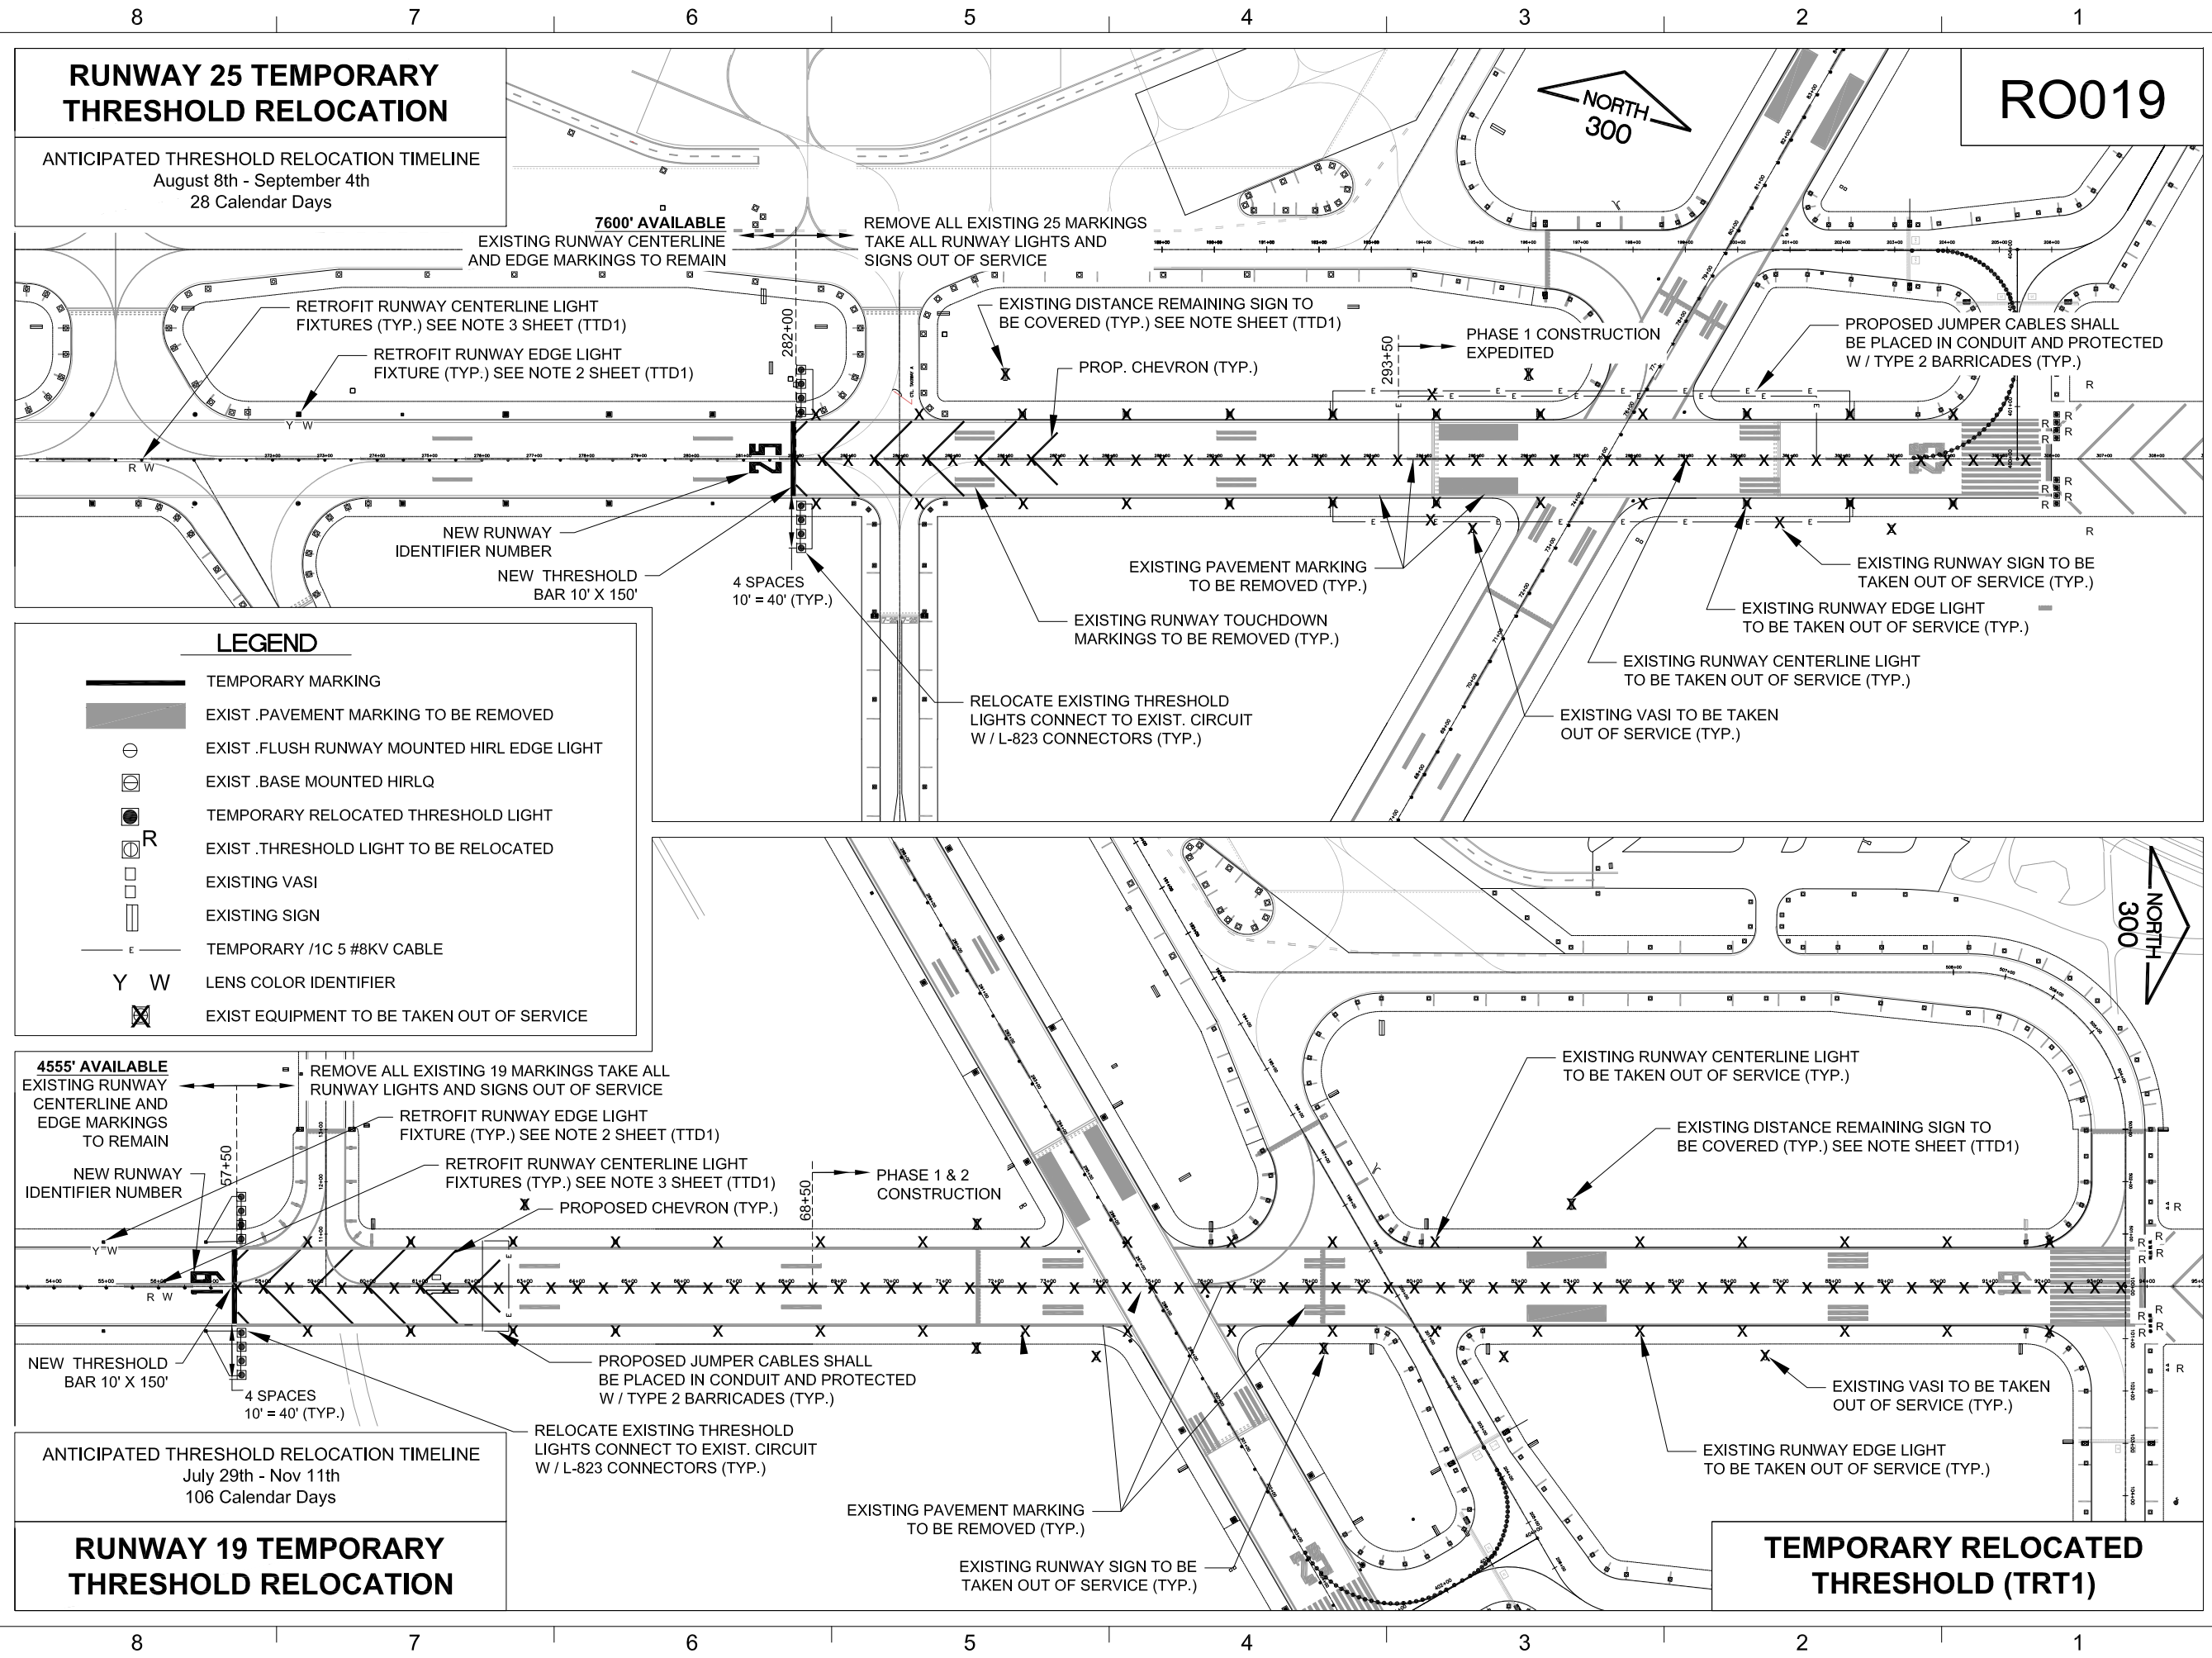 8 7 6 5 4 3 2 1
RUNWAY 25 TEMPORARY
THRESHOLD RELOCATION
ANTICIPATED THRESHOLD RELOCATION TIMELINE
August 8th - September 4th
28 Calendar Days
RO019
NORTH
300
7600' AVAILABLE
EXISTING RUNWAY CENTERLINE
AND EDGE MARKINGS TO REMAIN
REMOVE ALL EXISTING 25 MARKINGS
TAKE ALL RUNWAY LIGHTS AND
SIGNS OUT OF SERVICE
RETROFIT RUNWAY CENTERLINE LIGHT
FIXTURES (TYP.) SEE NOTE 3 SHEET (TTD1)
RETROFIT RUNWAY EDGE LIGHT
FIXTURE (TYP.) SEE NOTE 2 SHEET (TTD1)
282+00
EXISTING DISTANCE REMAINING SIGN TO
BE COVERED (TYP.) SEE NOTE SHEET (TTD1)
PROP. CHEVRON (TYP.)
293+50
PHASE 1 CONSTRUCTION
EXPEDITED
PROPOSED JUMPER CABLES SHALL
BE PLACED IN CONDUIT AND PROTECTED
W / TYPE 2 BARRICADES (TYP.)
Y W
R W
25
25
R
R
R
R
R
R
R
R
R
R
NEW RUNWAY
IDENTIFIER NUMBER
NEW THRESHOLD
BAR 10' X 150'
4 SPACES
10' = 40' (TYP.)
EXISTING PAVEMENT MARKING
TO BE REMOVED (TYP.)
EXISTING RUNWAY TOUCHDOWN
MARKINGS TO BE REMOVED (TYP.)
RELOCATE EXISTING THRESHOLD
LIGHTS CONNECT TO EXIST. CIRCUIT
W / L-823 CONNECTORS (TYP.)
EXISTING RUNWAY SIGN TO BE
TAKEN OUT OF SERVICE (TYP.)
EXISTING RUNWAY EDGE LIGHT
TO BE TAKEN OUT OF SERVICE (TYP.)
EXISTING RUNWAY CENTERLINE LIGHT
TO BE TAKEN OUT OF SERVICE (TYP.)
EXISTING VASI TO BE TAKEN
OUT OF SERVICE (TYP.)
LEGEND
TEMPORARY MARKING
EXIST .PAVEMENT MARKING TO BE REMOVED
EXIST .FLUSH RUNWAY MOUNTED HIRL EDGE LIGHT
EXIST .BASE MOUNTED HIRLQ
TEMPORARY RELOCATED THRESHOLD LIGHT
R EXIST .THRESHOLD LIGHT TO BE RELOCATED
EXISTING VASI
EXISTING SIGN
E TEMPORARY /1C 5 #8KV CABLE
Y W LENS COLOR IDENTIFIER
X EXIST EQUIPMENT TO BE TAKEN OUT OF SERVICE
NORTH
300
4555' AVAILABLE
EXISTING RUNWAY
CENTERLINE AND
EDGE MARKINGS
TO REMAIN
REMOVE ALL EXISTING 19 MARKINGS TAKE ALL
RUNWAY LIGHTS AND SIGNS OUT OF SERVICE
RETROFIT RUNWAY EDGE LIGHT
FIXTURE (TYP.) SEE NOTE 2 SHEET (TTD1)
RETROFIT RUNWAY CENTERLINE LIGHT
FIXTURES (TYP.) SEE NOTE 3 SHEET (TTD1)
NEW RUNWAY
IDENTIFIER NUMBER
57+50
PROPOSED CHEVRON (TYP.)
68+50
PHASE 1 & 2
CONSTRUCTION
EXISTING RUNWAY CENTERLINE LIGHT
TO BE TAKEN OUT OF SERVICE (TYP.)
EXISTING DISTANCE REMAINING SIGN TO
BE COVERED (TYP.) SEE NOTE SHEET (TTD1)
Y W
R W
19
19
R
R
R
R
R
R
R
R
NEW THRESHOLD
BAR 10' X 150'
4 SPACES
10' = 40' (TYP.)
PROPOSED JUMPER CABLES SHALL
BE PLACED IN CONDUIT AND PROTECTED
W / TYPE 2 BARRICADES (TYP.)
RELOCATE EXISTING THRESHOLD
LIGHTS CONNECT TO EXIST. CIRCUIT
W / L-823 CONNECTORS (TYP.)
EXISTING PAVEMENT MARKING
TO BE REMOVED (TYP.)
EXISTING RUNWAY SIGN TO BE
TAKEN OUT OF SERVICE (TYP.)
25
EXISTING VASI TO BE TAKEN
OUT OF SERVICE (TYP.)
EXISTING RUNWAY EDGE LIGHT
TO BE TAKEN OUT OF SERVICE (TYP.)
ANTICIPATED THRESHOLD RELOCATION TIMELINE
July 29th - Nov 11th
106 Calendar Days
RUNWAY 19 TEMPORARY
THRESHOLD RELOCATION
TEMPORARY RELOCATED
THRESHOLD (TRT1)
8 7 6 5 4 3 2 1